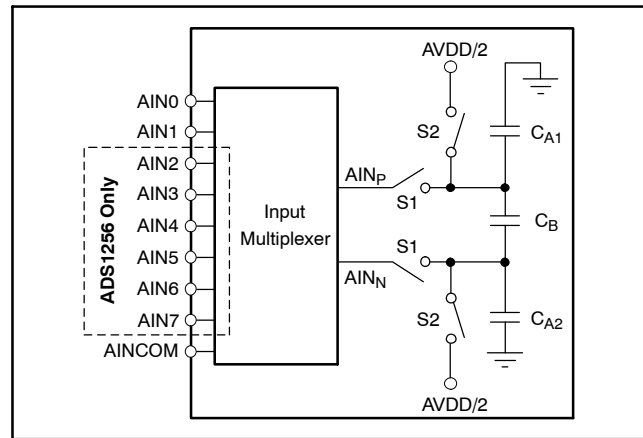 AVDD/2
AIN0
AIN1
AIN2
AIN3
AIN4
AIN5
AIN6
AIN7
AINCOM
ADS1256 Only
Input
Multiplexer
AINP
AINN
S2
S1
S1
S2
CA1
CB
CA2
AVDD/2